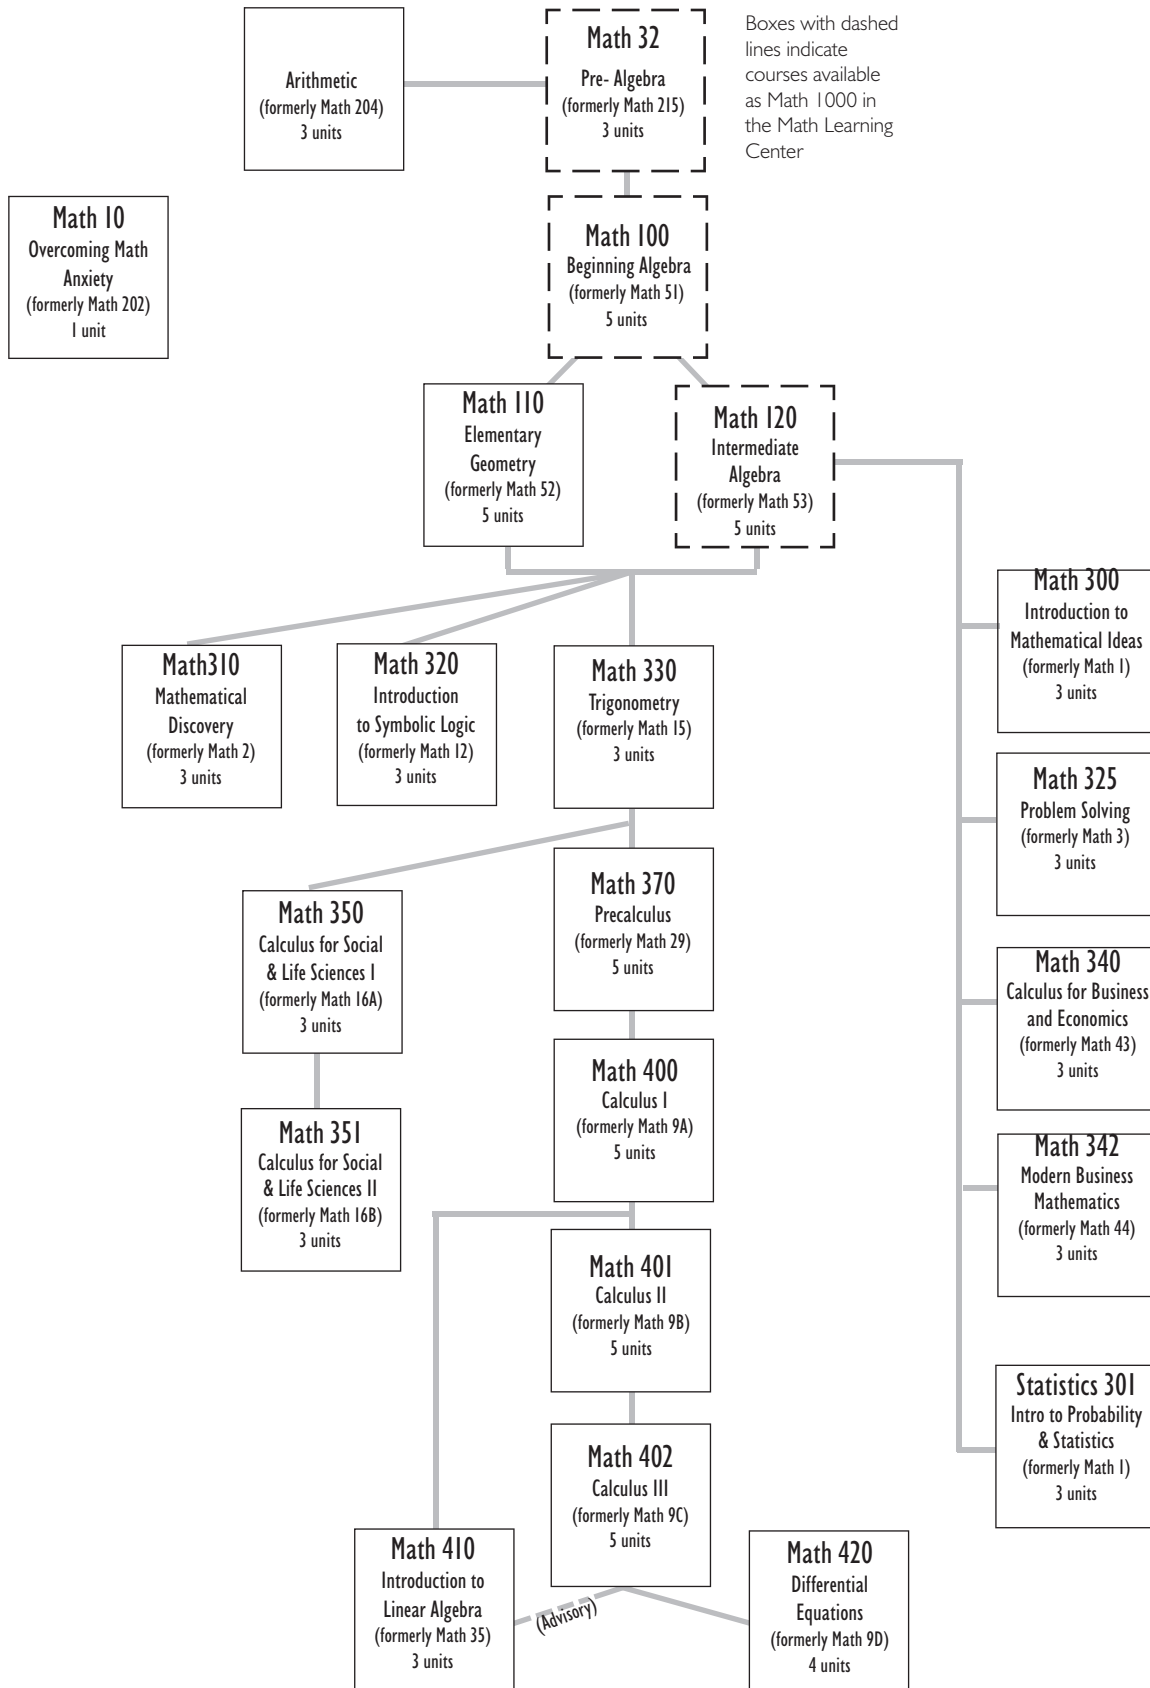 Arithmetic
(formerly Math 204)
3 units
Math 32
Pre- Algebra
(formerly Math 215)
3 units
Boxes with dashed
lines indicate
courses available
as Math 1000 in
the Math Learning
Center
Math 10
Overcoming Math
Anxiety
(formerly Math 202)
1 unit
Math 100
Beginning Algebra
(formerly Math 51)
5 units
Math 110
Elementary
Geometry
(formerly Math 52)
5 units
Math 120
Intermediate
Algebra
(formerly Math 53)
5 units
Math 300
Introduction to
Mathematical Ideas
(formerly Math 1)
3 units
Math310
Mathematical
Discovery
(formerly Math 2)
3 units
Math 320
Introduction
to Symbolic Logic
(formerly Math 12)
3 units
Math 330
Trigonometry
(formerly Math 15)
3 units
Math 325
Problem Solving
(formerly Math 3)
3 units
Math 350
Calculus for Social
& Life Sciences I
(formerly Math 16A)
3 units
Math 370
Precalculus
(formerly Math 29)
5 units
Math 340
Calculus for Business
and Economics
(formerly Math 43)
3 units
Math 400
Calculus I
(formerly Math 9A)
5 units
Math 351
Calculus for Social
& Life Sciences II
(formerly Math 16B)
3 units
Math 342
Modern Business
Mathematics
(formerly Math 44)
3 units
Math 401
Calculus II
(formerly Math 9B)
5 units
Statistics 301
Intro to Probability
& Statistics
(formerly Math 1)
3 units
Math 402
Calculus III
(formerly Math 9C)
5 units
Math 410
Introduction to
Linear Algebra
(formerly Math 35)
3 units
(Advisory)
Math 420
Differential
Equations
(formerly Math 9D)
4 units